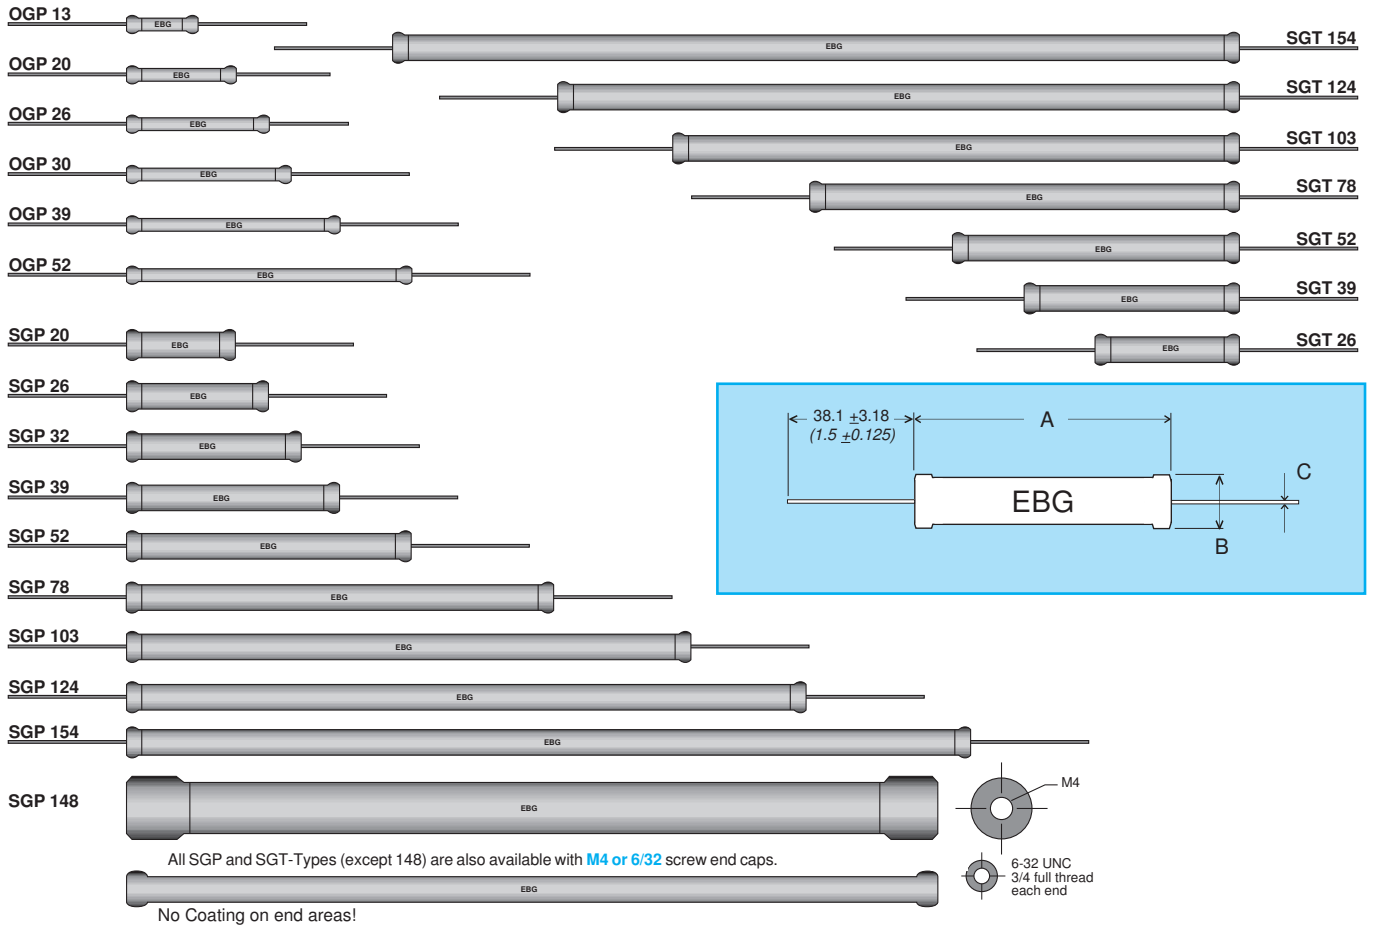 OGP 13
EBG
OGP 20
EBG
OGP 26
EBG
OGP 30
EBG
OGP 39
EBG
OGP 52
EBG
SGP 20
EBG
SGP 26
EBG
SGP 32
EBG
SGP 39
EBG
SGP 52
EBG
SGP 78
EBG
SGP 103
EBG
SGP 124
EBG
SGP 154
EBG
SGP 148
EBG
EBG
SGT 154
EBG
SGT 124
EBG
SGT 103
EBG
SGT 78
EBG
SGT 52
EBG
SGT 39
EBG
SGT 26
38.1 ±3.18
(1.5 ±0.125)
A
C
EBG
B
M4
All SGP and SGT-Types (except 148) are also available with M4 or 6/32 screw end caps.
6-32 UNC
3/4 full thread
each end
EBG
No Coating on end areas!